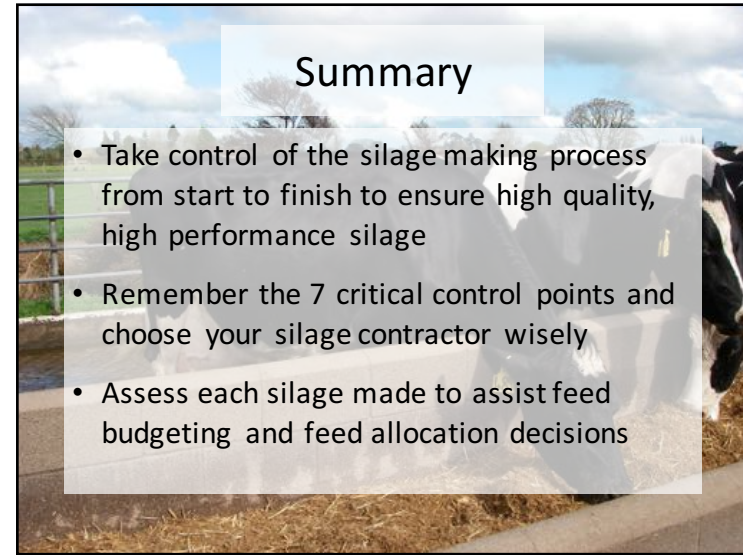 Summary
• Take control of the silage making process
from start to finish to ensure high quality,
high performance silage
• Remember the 7 critical control points and
choose your silage contractor wisely
• Assess each silage made to assist feed
budgeting and feed allocation decisions